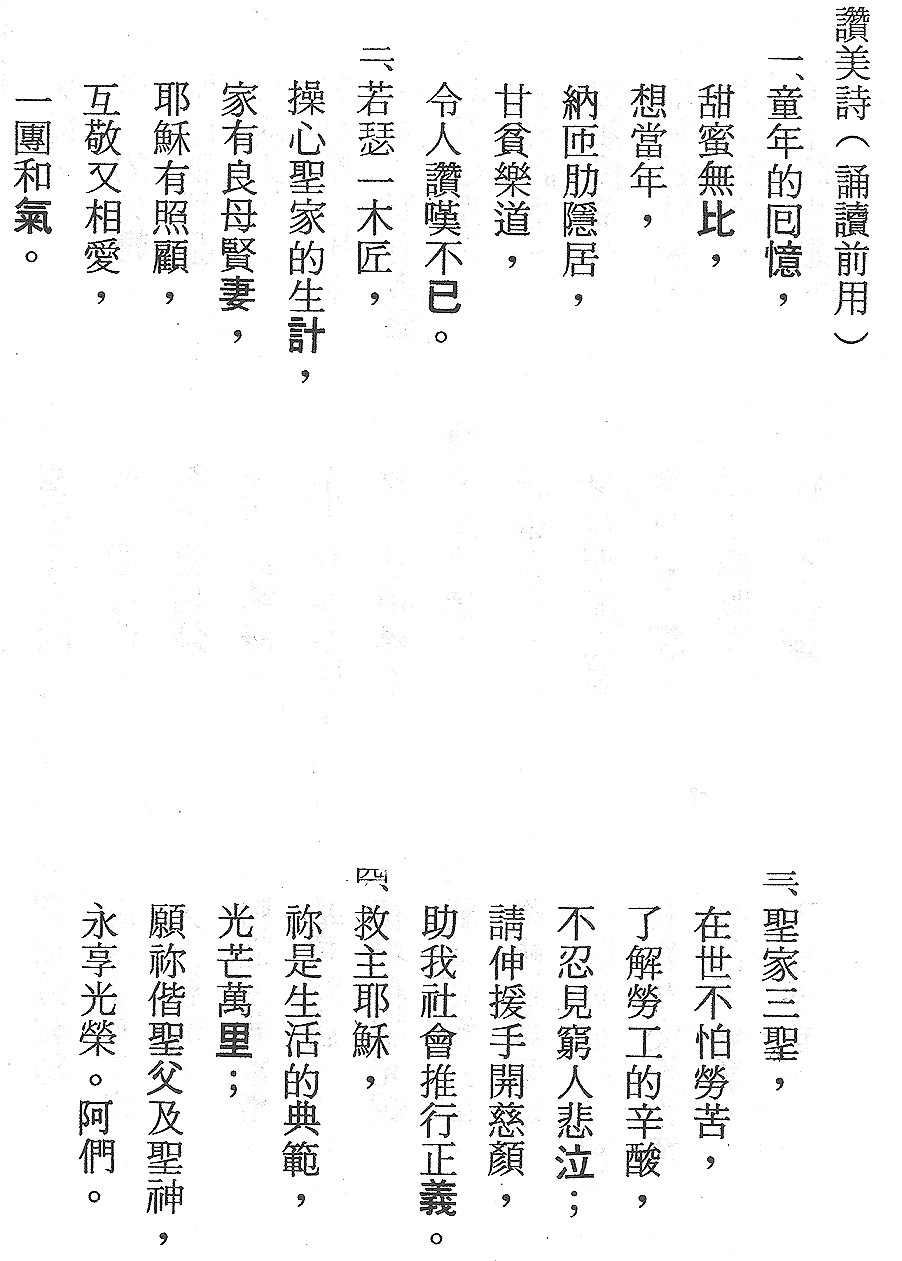 讚美詩（誦讀前用）
一、童年的回憶，
甜蜜無比，
想當年，
納匝肋隱居，
甘貧樂道，
令人讚嘆不已。
二、若瑟一木匠，
操心聖家的生計，
家有良母賢妻，
耶穌有照顧，
互敬又相愛，
一團和氣。
三、聖家三聖，
在世不怕勞苦，
了解勞工的辛酸，
不忍見窮人悲泣；
請伸援手開慈顏，
助我社會推行正義。
四、救主耶穌，
祢是生活的典範，
光芒萬里；
願祢偕聖父及聖神，
永享光榮。阿們。